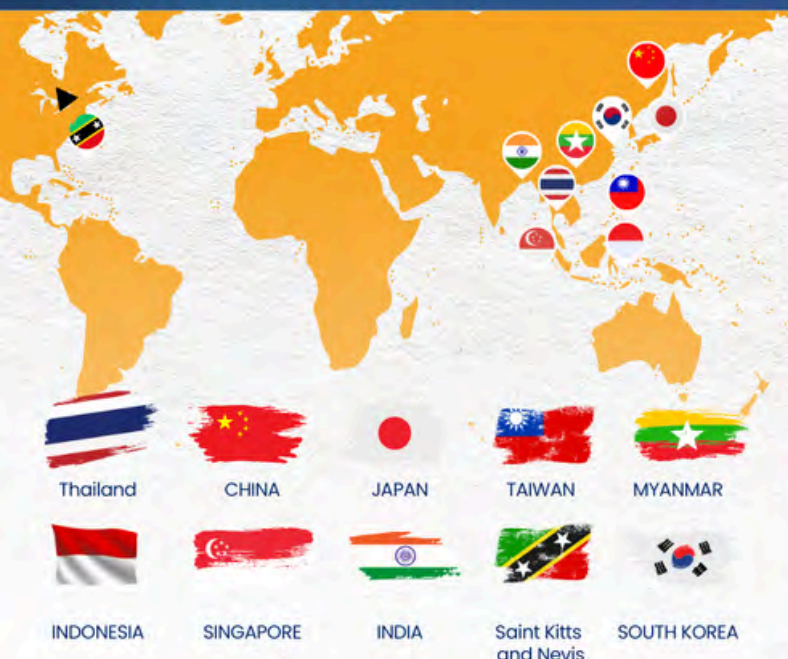 Thailand
CHINA
JAPAN
TAIWAN
MYANMAR
INDONESIA
SINGAPORE
INDIA
Saint Kitts
and Nevis
SOUTH KOREA